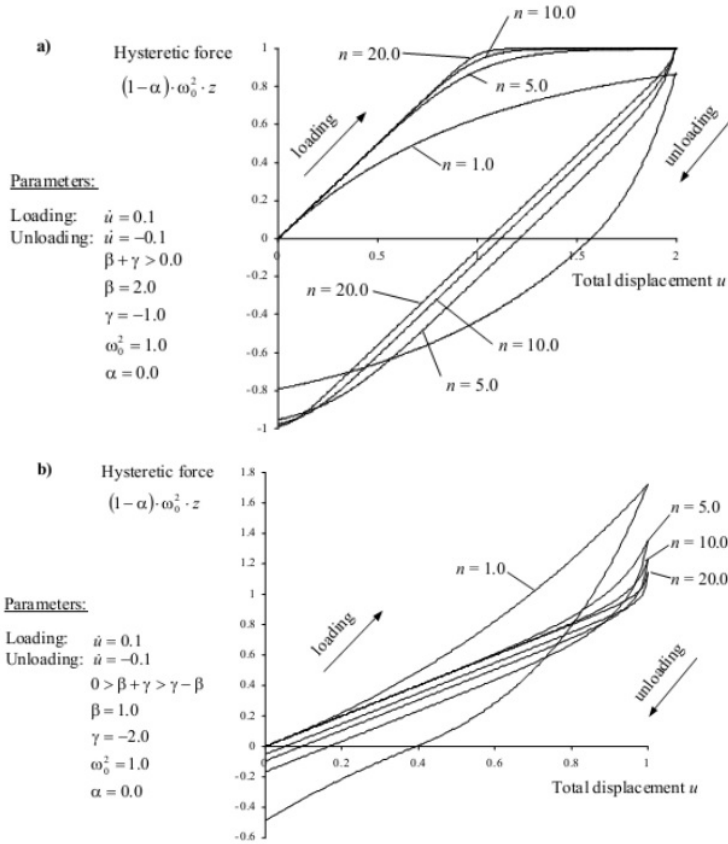 a)
Hysteretic force
(1−α)·ω₀²·z
Parameters:
Loading: u̇ = 0.1
Unloading: u̇ = −0.1
β + γ > 0.0
β = 2.0
γ = −1.0
ω₀² = 1.0
α = 0.0
1
0.8
0.6
0.4
0.2
0
-0.2
-0.4
-0.6
-0.8
-1
0
0.5
1
1.5
2
n = 10.0
n = 20.0
n = 5.0
n = 1.0
loading
unloading
Total displacement u
n = 20.0
n = 10.0
n = 5.0
b)
Hysteretic force
(1−α)·ω₀²·z
Parameters:
Loading: u̇ = 0.1
Unloading: u̇ = −0.1
0 > β + γ > γ − β
β = 1.0
γ = −2.0
ω₀² = 1.0
α = 0.0
1.8
1.6
1.4
1.2
1
0.8
0.6
0.4
0.2
0
-0.2
-0.4
-0.6
0
0.2
0.4
0.6
0.8
1
n = 5.0
n = 10.0
n = 20.0
n = 1.0
loading
unloading
Total displacement u